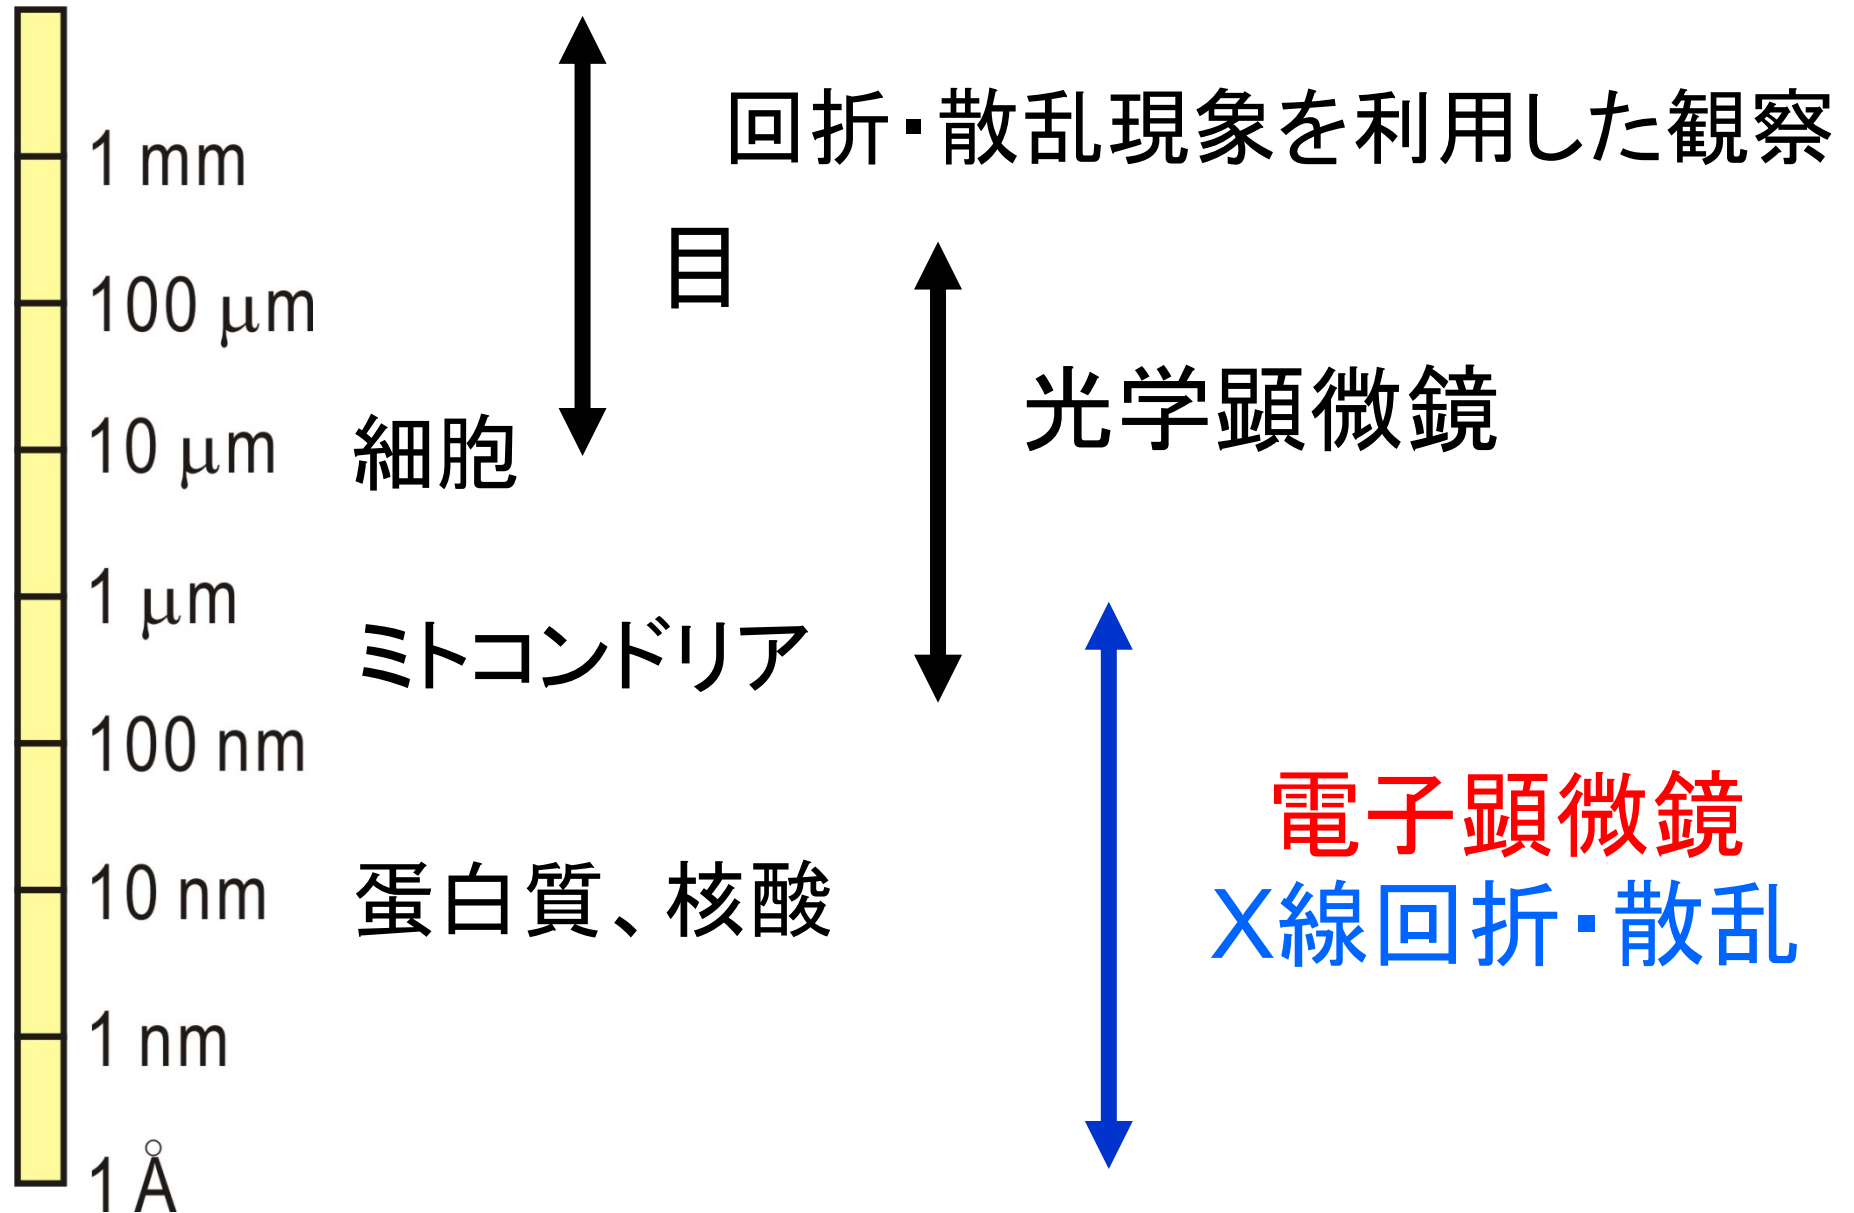 回折・散乱現象を利用した観察
1 mm
目
100 μm
光学顕微鏡
10 μm
細胞
1 μm
ミトコンドリア
100 nm
電子顕微鏡
10 nm
蛋白質、核酸
X線回折・散乱
1 nm
1 Å